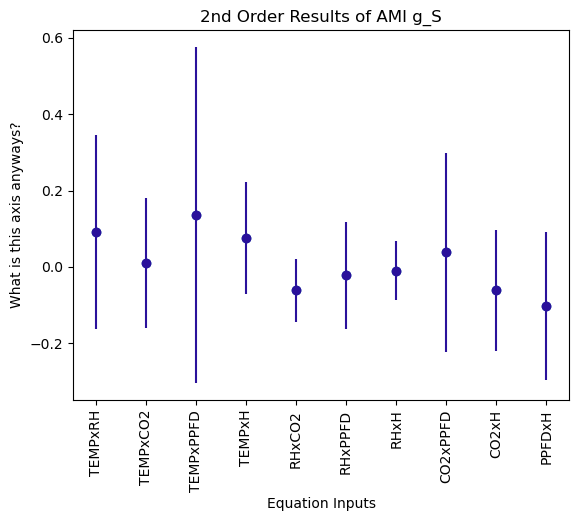 2nd Order Results of AMI g_S
What is this axis anyways?
0.6
0.4
0.2
0.0
−0.2
TEMPxRH
TEMPxCO2
TEMPxPPFD
TEMPxH
RHxCO2
RHxPPFD
RHxH
CO2xPPFD
CO2xH
PPFDxH
Equation Inputs